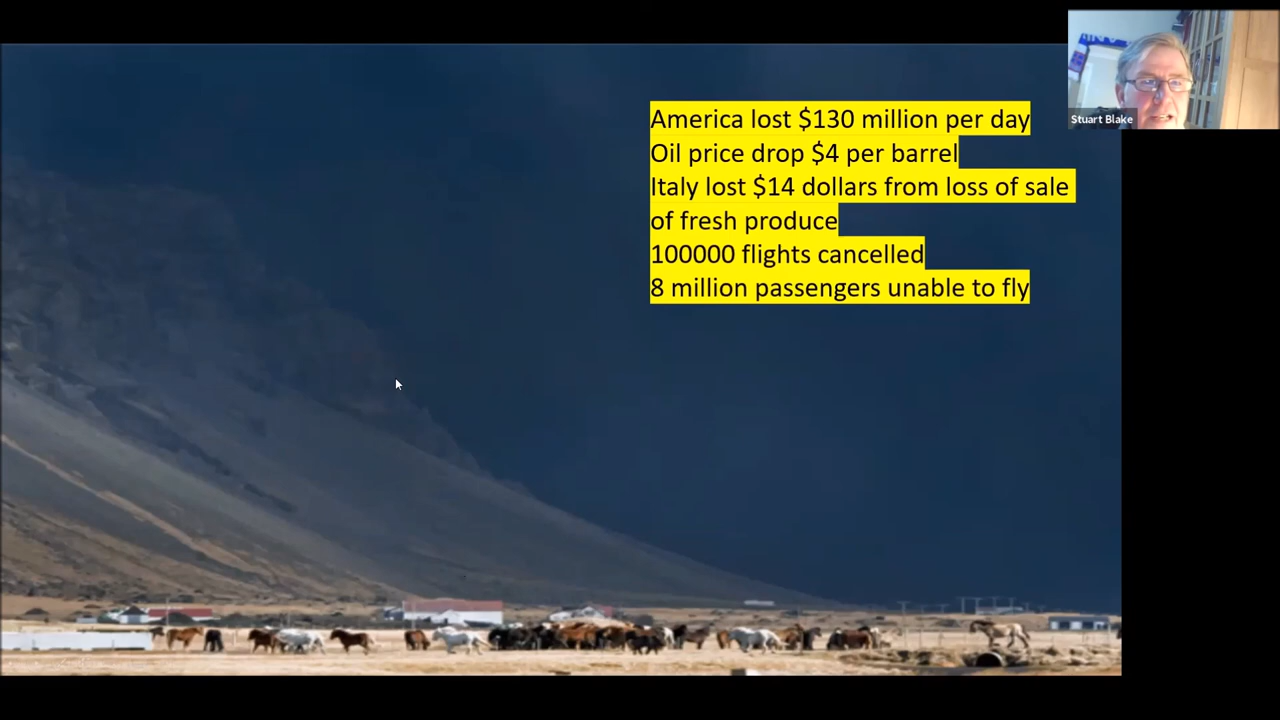 America lost $130 million per day
Oil price drop $4 per barrel
Italy lost $14 dollars from loss of sale
of fresh produce
100000 flights cancelled
8 million passengers unable to fly
Stuart Blake